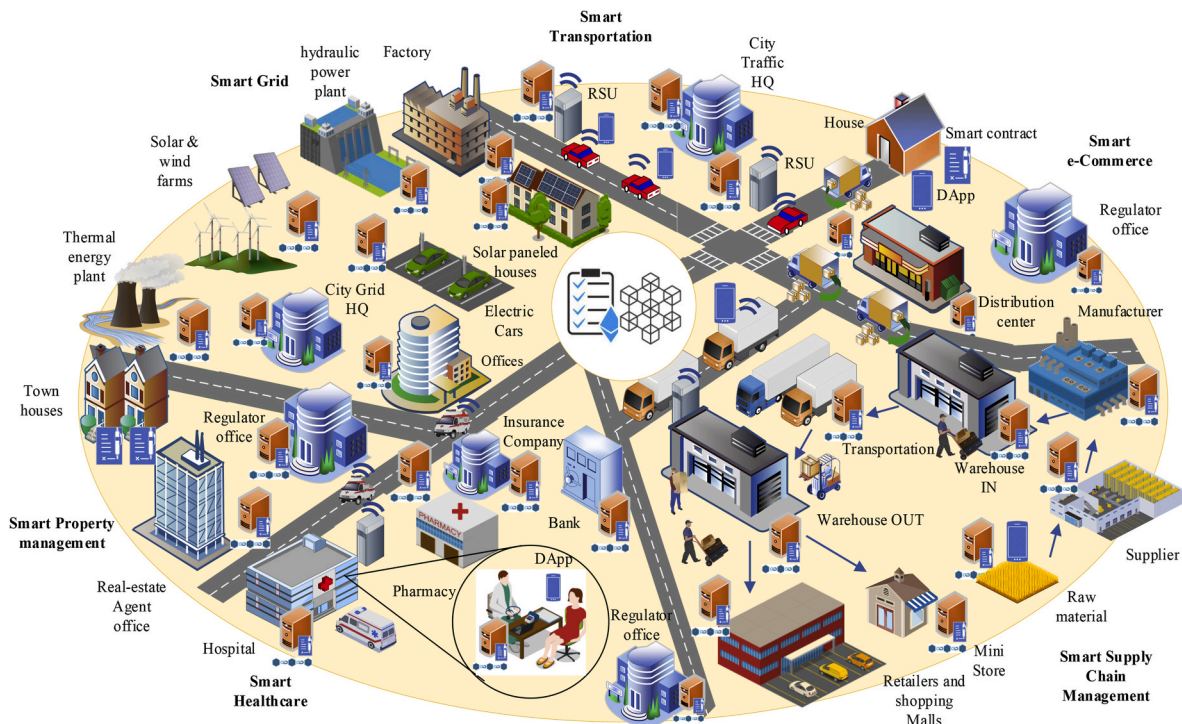 Smart
Transportation
Smart Grid
hydraulic
power
plant
Factory
RSU
City
Traffic
HQ
House
Smart contract
Smart
e-Commerce
Solar &
wind
farms
RSU
DApp
Regulator
office
Thermal
energy
plant
Solar paneled
houses
City Grid
HQ
Electric
Cars
Distribution
center
Manufacturer
Offices
Town
houses
Regulator
office
Insurance
Company
Transportation
Warehouse
IN
Smart Property
management
Bank
Warehouse OUT
Supplier
Real-estate
Agent
office
Pharmacy
PHARMACY
DApp
Regulator
office
Raw
material
Hospital
Mini
Store
Smart
Healthcare
Retailers and
shopping
Malls
Smart Supply
Chain
Management